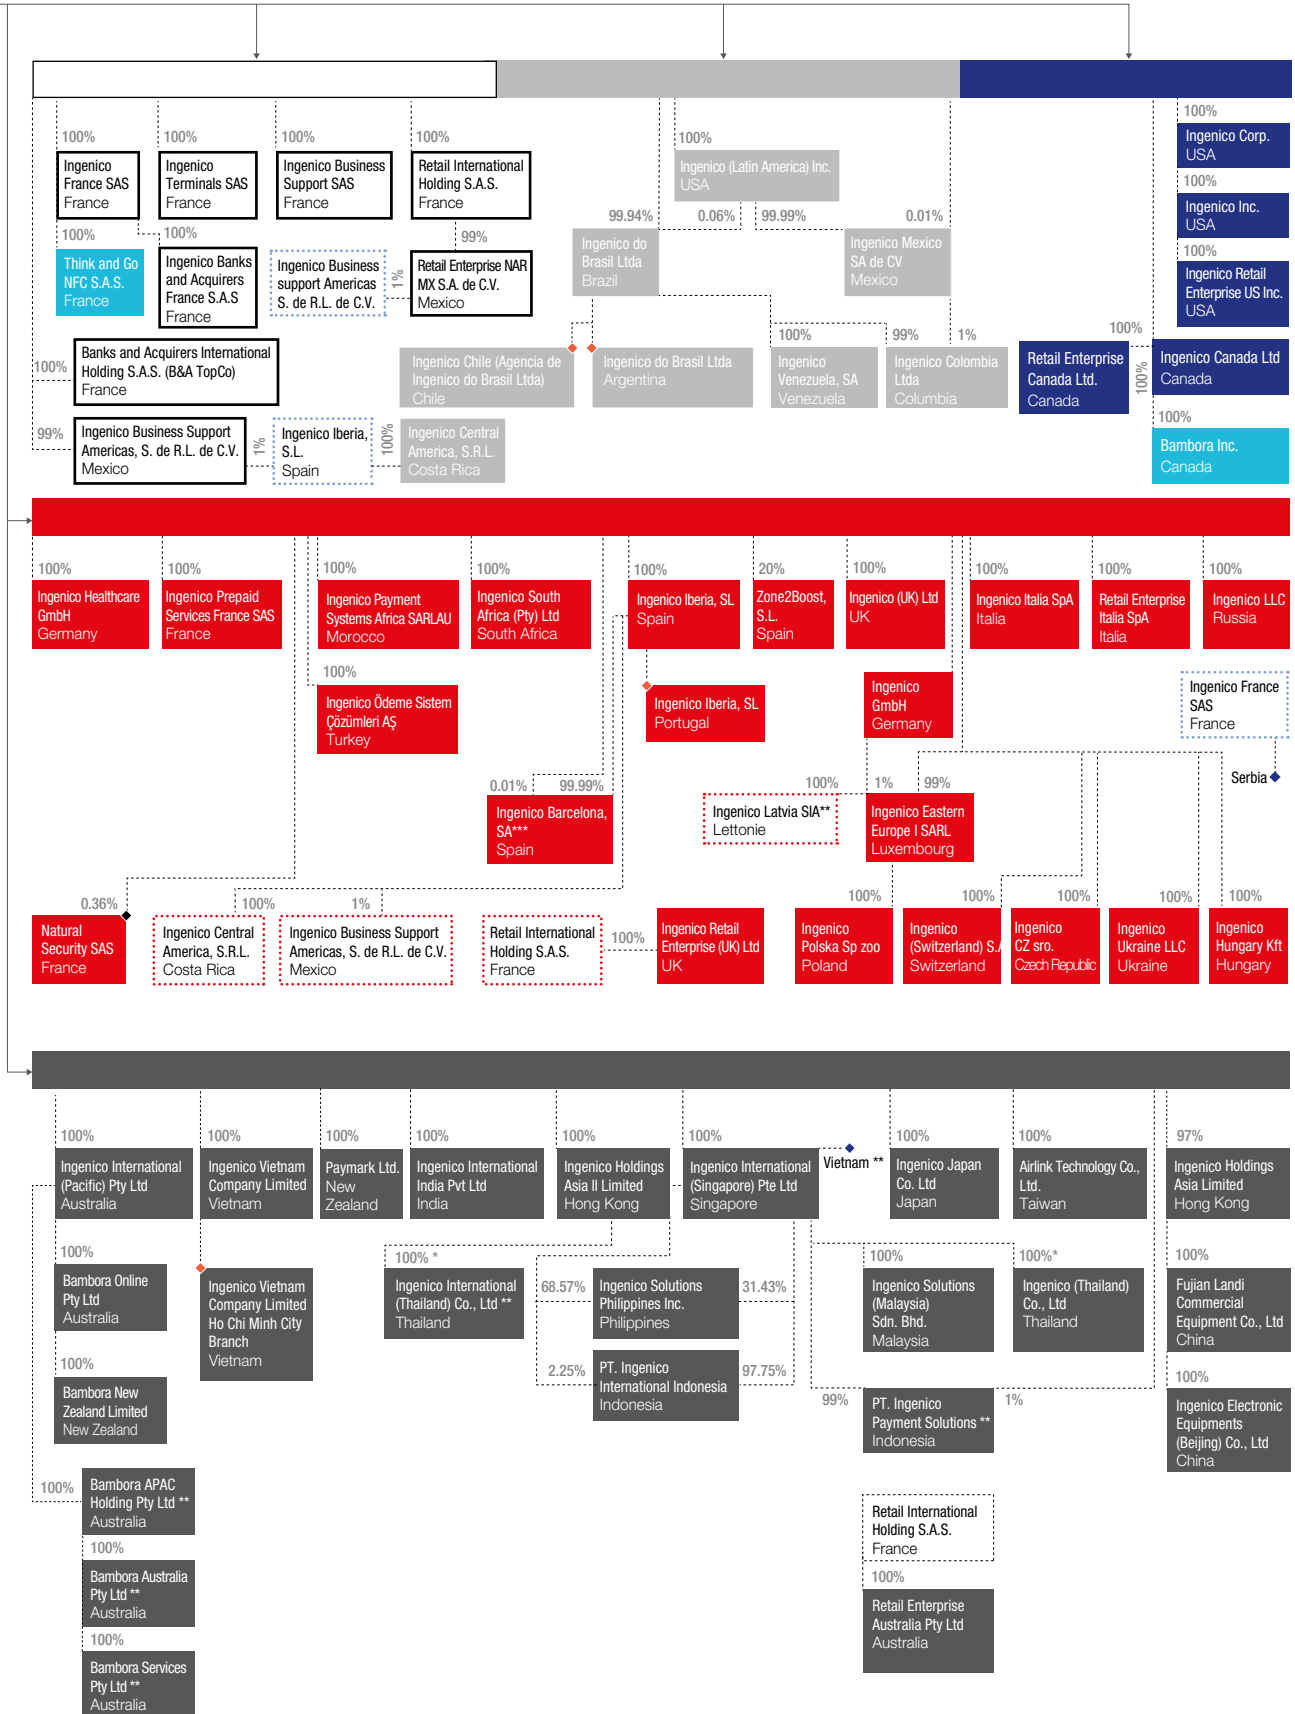 100%
Ingenico
France SAS
France
100%
Ingenico
Terminals SAS
France
100%
Ingenico Business
Support SAS
France
100%
Retail International
Holding S.A.S.
France
100%
Think and Go
NFC S.A.S.
France
100%
Ingenico Banks
and Acquirers
France S.A.S
France
Ingenico Business
support Americas
S. de R.L. de C.V.
1%
99%
Retail Enterprise NAR
MX S.A. de C.V.
Mexico
100%
Banks and Acquirers International
Holding S.A.S. (B&A TopCo)
France
99%
Ingenico Business Support
Americas, S. de R.L. de C.V.
Mexico
1%
Ingenico Iberia,
S.L.
Spain
100%
Ingenico Central
America, S.R.L.
Costa Rica
100%
Ingenico (Latin America) Inc.
USA
99.94%
0.06%
99.99%
0.01%
Ingenico do
Brasil Ltda
Brazil
Ingenico Mexico
SA de CV
Mexico
Ingenico Chile (Agencia de
Ingenico do Brasil Ltda)
Chile
Ingenico do Brasil Ltda
Argentina
100%
Ingenico
Venezuela, SA
Venezuela
99%
1%
Ingenico Colombia
Ltda
Columbia
100%
Ingenico Corp.
USA
100%
Ingenico Inc.
USA
100%
Ingenico Retail
Enterprise US Inc.
USA
100%
Retail Enterprise
Canada Ltd.
Canada
100%
Ingenico Canada Ltd
Canada
100%
Bambora Inc.
Canada
100%
Ingenico Healthcare
GmbH
Germany
100%
Ingenico Prepaid
Services France SAS
France
100%
Ingenico Payment
Systems Africa SARLAU
Morocco
100%
Ingenico South
Africa (Pty) Ltd
South Africa
100%
Ingenico Iberia, SL
Spain
20%
Zone2Boost,
S.L.
Spain
100%
Ingenico (UK) Ltd
UK
100%
Ingenico Italia SpA
Italia
100%
Retail Enterprise
Italia SpA
Italia
100%
Ingenico LLC
Russia
100%
Ingenico Ödeme Sistem
Çözümleri AŞ
Turkey
Ingenico Iberia, SL
Portugal
Ingenico
GmbH
Germany
Ingenico France
SAS
France
Serbia
0.01%
99.99%
Ingenico Barcelona,
SA***
Spain
100%
Ingenico Latvia SIA**
Lettonie
1%
99%
Ingenico Eastern
Europe I SARL
Luxembourg
0.36%
Natural
Security SAS
France
100%
Ingenico Central
America, S.R.L.
Costa Rica
1%
Ingenico Business Support
Americas, S. de R.L. de C.V.
Mexico
Retail International
Holding S.A.S.
France
100%
Ingenico Retail
Enterprise (UK) Ltd
UK
100%
Ingenico
Polska Sp zoo
Poland
100%
Ingenico
(Switzerland) S.A
Switzerland
100%
Ingenico
CZ sro.
Czech Republic
100%
Ingenico
Ukraine LLC
Ukraine
100%
Ingenico
Hungary Kft
Hungary
100%
Ingenico International
(Pacific) Pty Ltd
Australia
100%
Ingenico Vietnam
Company Limited
Vietnam
100%
Paymark Ltd.
New
Zealand
100%
Ingenico International
India Pvt Ltd
India
100%
Ingenico Holdings
Asia II Limited
Hong Kong
100%
Ingenico International
(Singapore) Pte Ltd
Singapore
Vietnam **
100%
Ingenico Japan
Co. Ltd
Japan
100%
Airlink Technology Co.,
Ltd.
Taiwan
97%
Ingenico Holdings
Asia Limited
Hong Kong
100%
Bambora Online
Pty Ltd
Australia
Ingenico Vietnam
Company Limited
Ho Chi Minh City
Branch
Vietnam
100% *
Ingenico International
(Thailand) Co., Ltd **
Thailand
68.57%
Ingenico Solutions
Philippines Inc.
Philippines
31.43%
100%
Ingenico Solutions
(Malaysia)
Sdn. Bhd.
Malaysia
100%*
Ingenico (Thailand)
Co., Ltd
Thailand
100%
Fujian Landi
Commercial
Equipment Co., Ltd
China
100%
Bambora New
Zealand Limited
New Zealand
2.25%
PT. Ingenico
International Indonesia
Indonesia
97.75%
99%
PT. Ingenico
Payment Solutions **
Indonesia
1%
100%
Ingenico Electronic
Equipments
(Beijing) Co., Ltd
China
100%
Bambora APAC
Holding Pty Ltd **
Australia
100%
Bambora Australia
Pty Ltd **
Australia
100%
Bambora Services
Pty Ltd **
Australia
Retail International
Holding S.A.S.
France
100%
Retail Enterprise
Australia Pty Ltd
Australia
100%